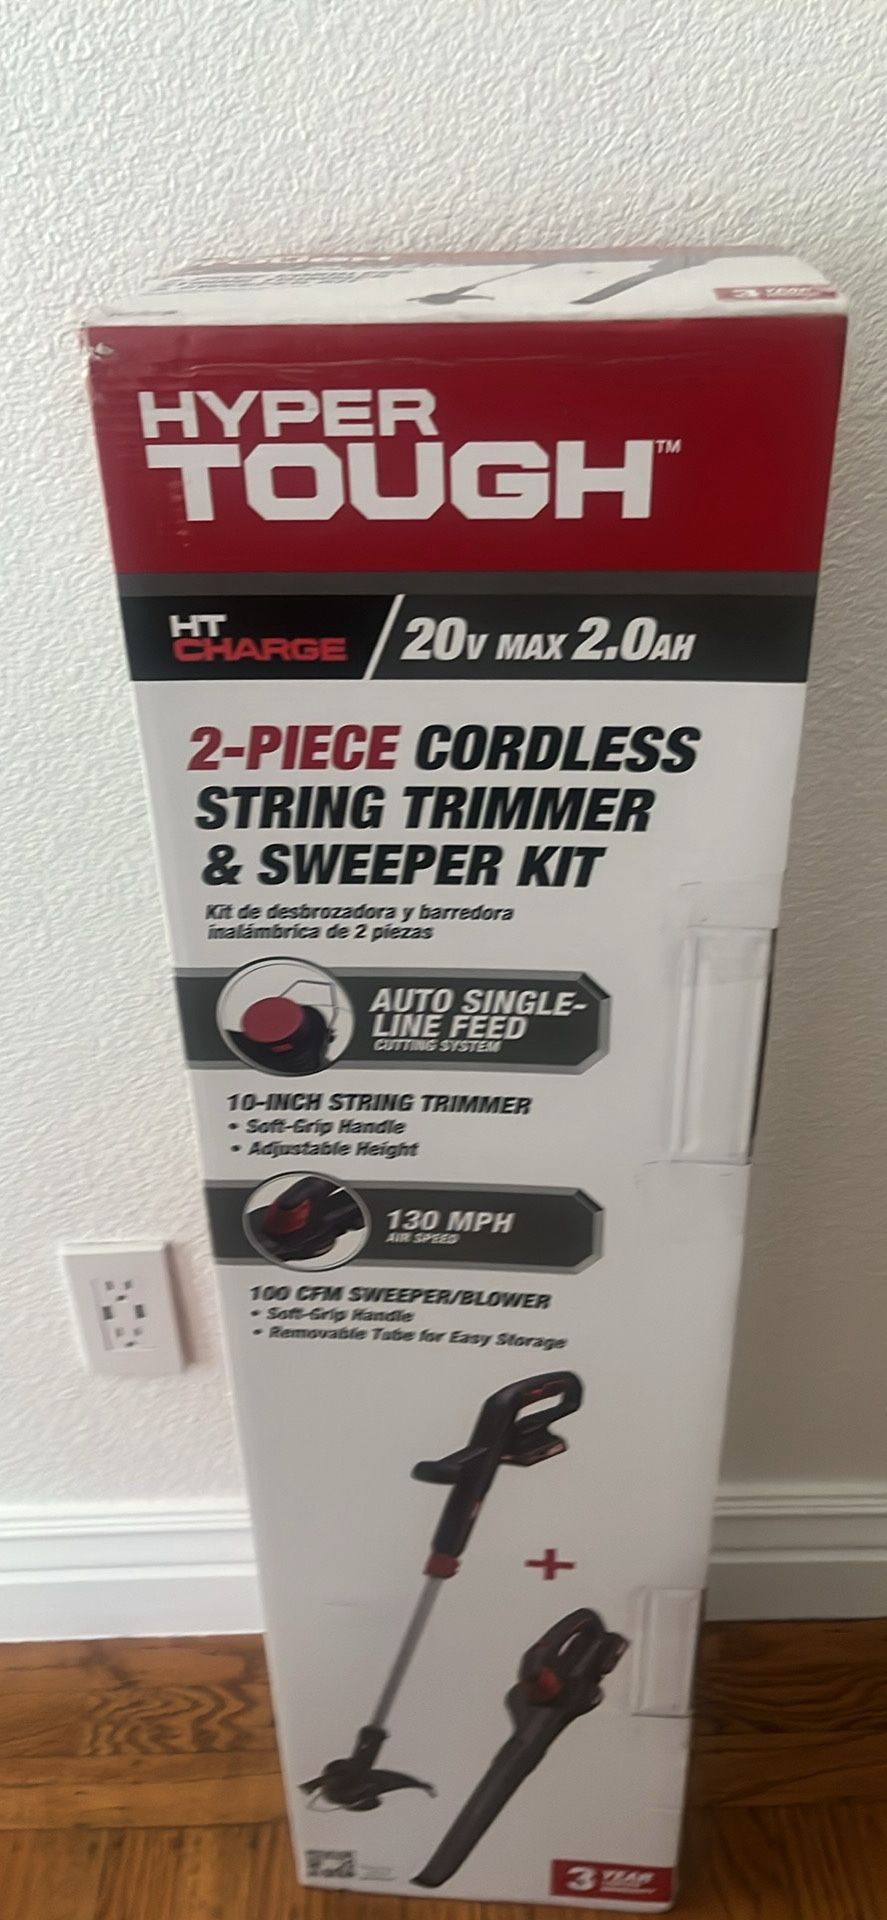 HYPER
TOUGH™
HT
CHARGE
20V MAX 2.0AH
2-PIECE CORDLESS
STRING TRIMMER
& SWEEPER KIT
Kit de desbrozadora y barredora
inalámbrica de 2 piezas
AUTO SINGLE-
LINE FEED
CUTTING SYSTEM
10-INCH STRING TRIMMER
• Soft-Grip Handle
• Adjustable Height
130 MPH
AIR SPEED
100 CFM SWEEPER/BLOWER
• Soft-Grip Handle
• Removable Tube for Easy Storage
3 YEAR